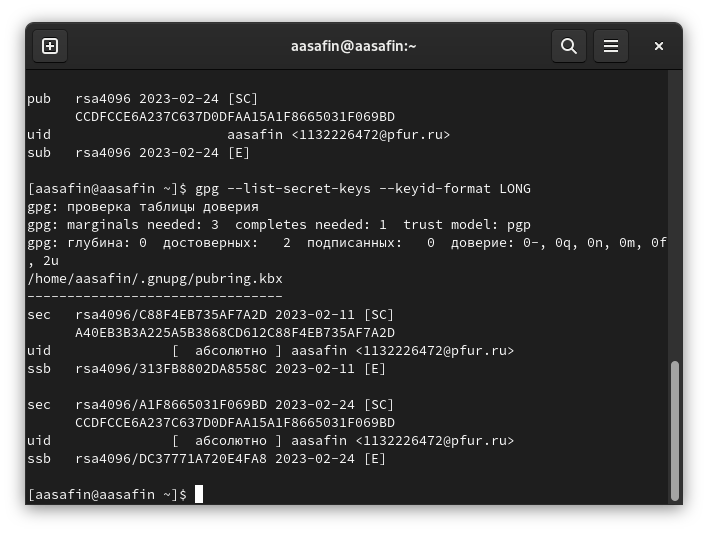 aasafin@aasafin:~
pub   rsa4096 2023-02-24 [SC]
      CCDFCCE6A237C637D0DFAA15A1F8665031F069BD
uid                      aasafin <1132226472@pfur.ru>
sub   rsa4096 2023-02-24 [E]
[aasafin@aasafin ~]$ gpg --list-secret-keys --keyid-format LONG
gpg: проверка таблицы доверия
gpg: marginals needed: 3  completes needed: 1  trust model: pgp
gpg: глубина: 0  достоверных:   2  подписанных:   0  доверие: 0-, 0q, 0n, 0m, 0f
, 2u
/home/aasafin/.gnupg/pubring.kbx
--------------------------------
sec   rsa4096/C88F4EB735AF7A2D 2023-02-11 [SC]
      A40EB3B3A225A5B3868CD612C88F4EB735AF7A2D
uid               [  абсолютно ] aasafin <1132226472@pfur.ru>
ssb   rsa4096/313FB8802DA8558C 2023-02-11 [E]
sec   rsa4096/A1F8665031F069BD 2023-02-24 [SC]
      CCDFCCE6A237C637D0DFAA15A1F8665031F069BD
uid               [  абсолютно ] aasafin <1132226472@pfur.ru>
ssb   rsa4096/DC37771A720E4FA8 2023-02-24 [E]
[aasafin@aasafin ~]$